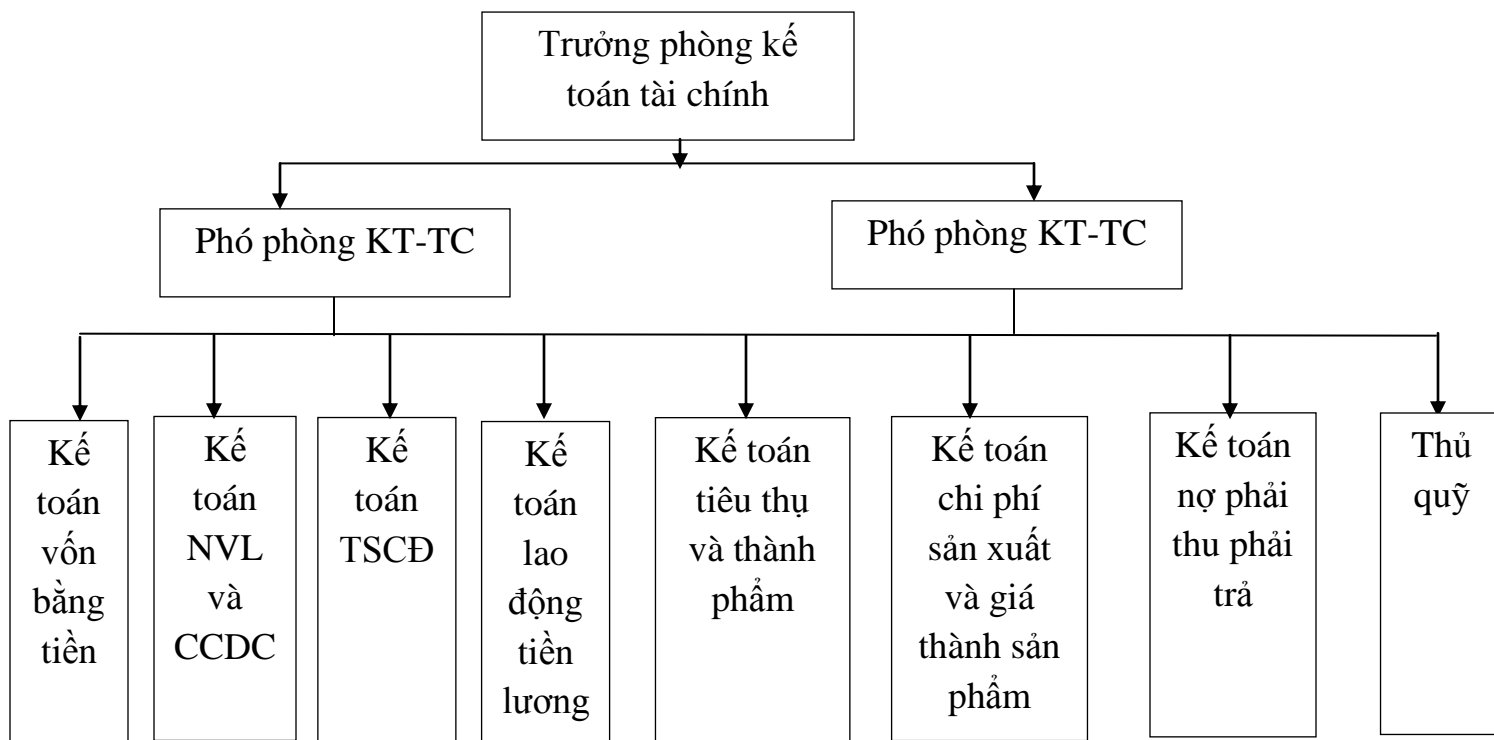 Trưởng phòng kế
toán tài chính
Phó phòng KT-TC
Phó phòng KT-TC
Kế
toán
vốn
bằng
tiền
Kế
toán
NVL
và
CCDC
Kế
toán
TSCĐ
Kế
toán
lao
động
tiền
lương
Kế toán
tiêu thụ
và thành
phẩm
Kế toán
chi phí
sản xuất
và giá
thành sản
phẩm
Kế toán
nợ phải
thu phải
trả
Thủ
quỹ